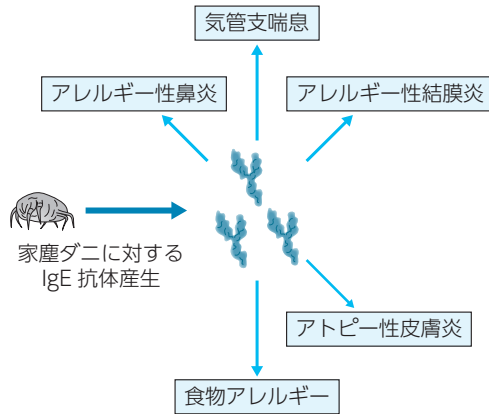 気管支喘息
アレルギー性鼻炎
アレルギー性結膜炎
家塵ダニに対する
IgE 抗体産生
アトピー性皮膚炎
食物アレルギー